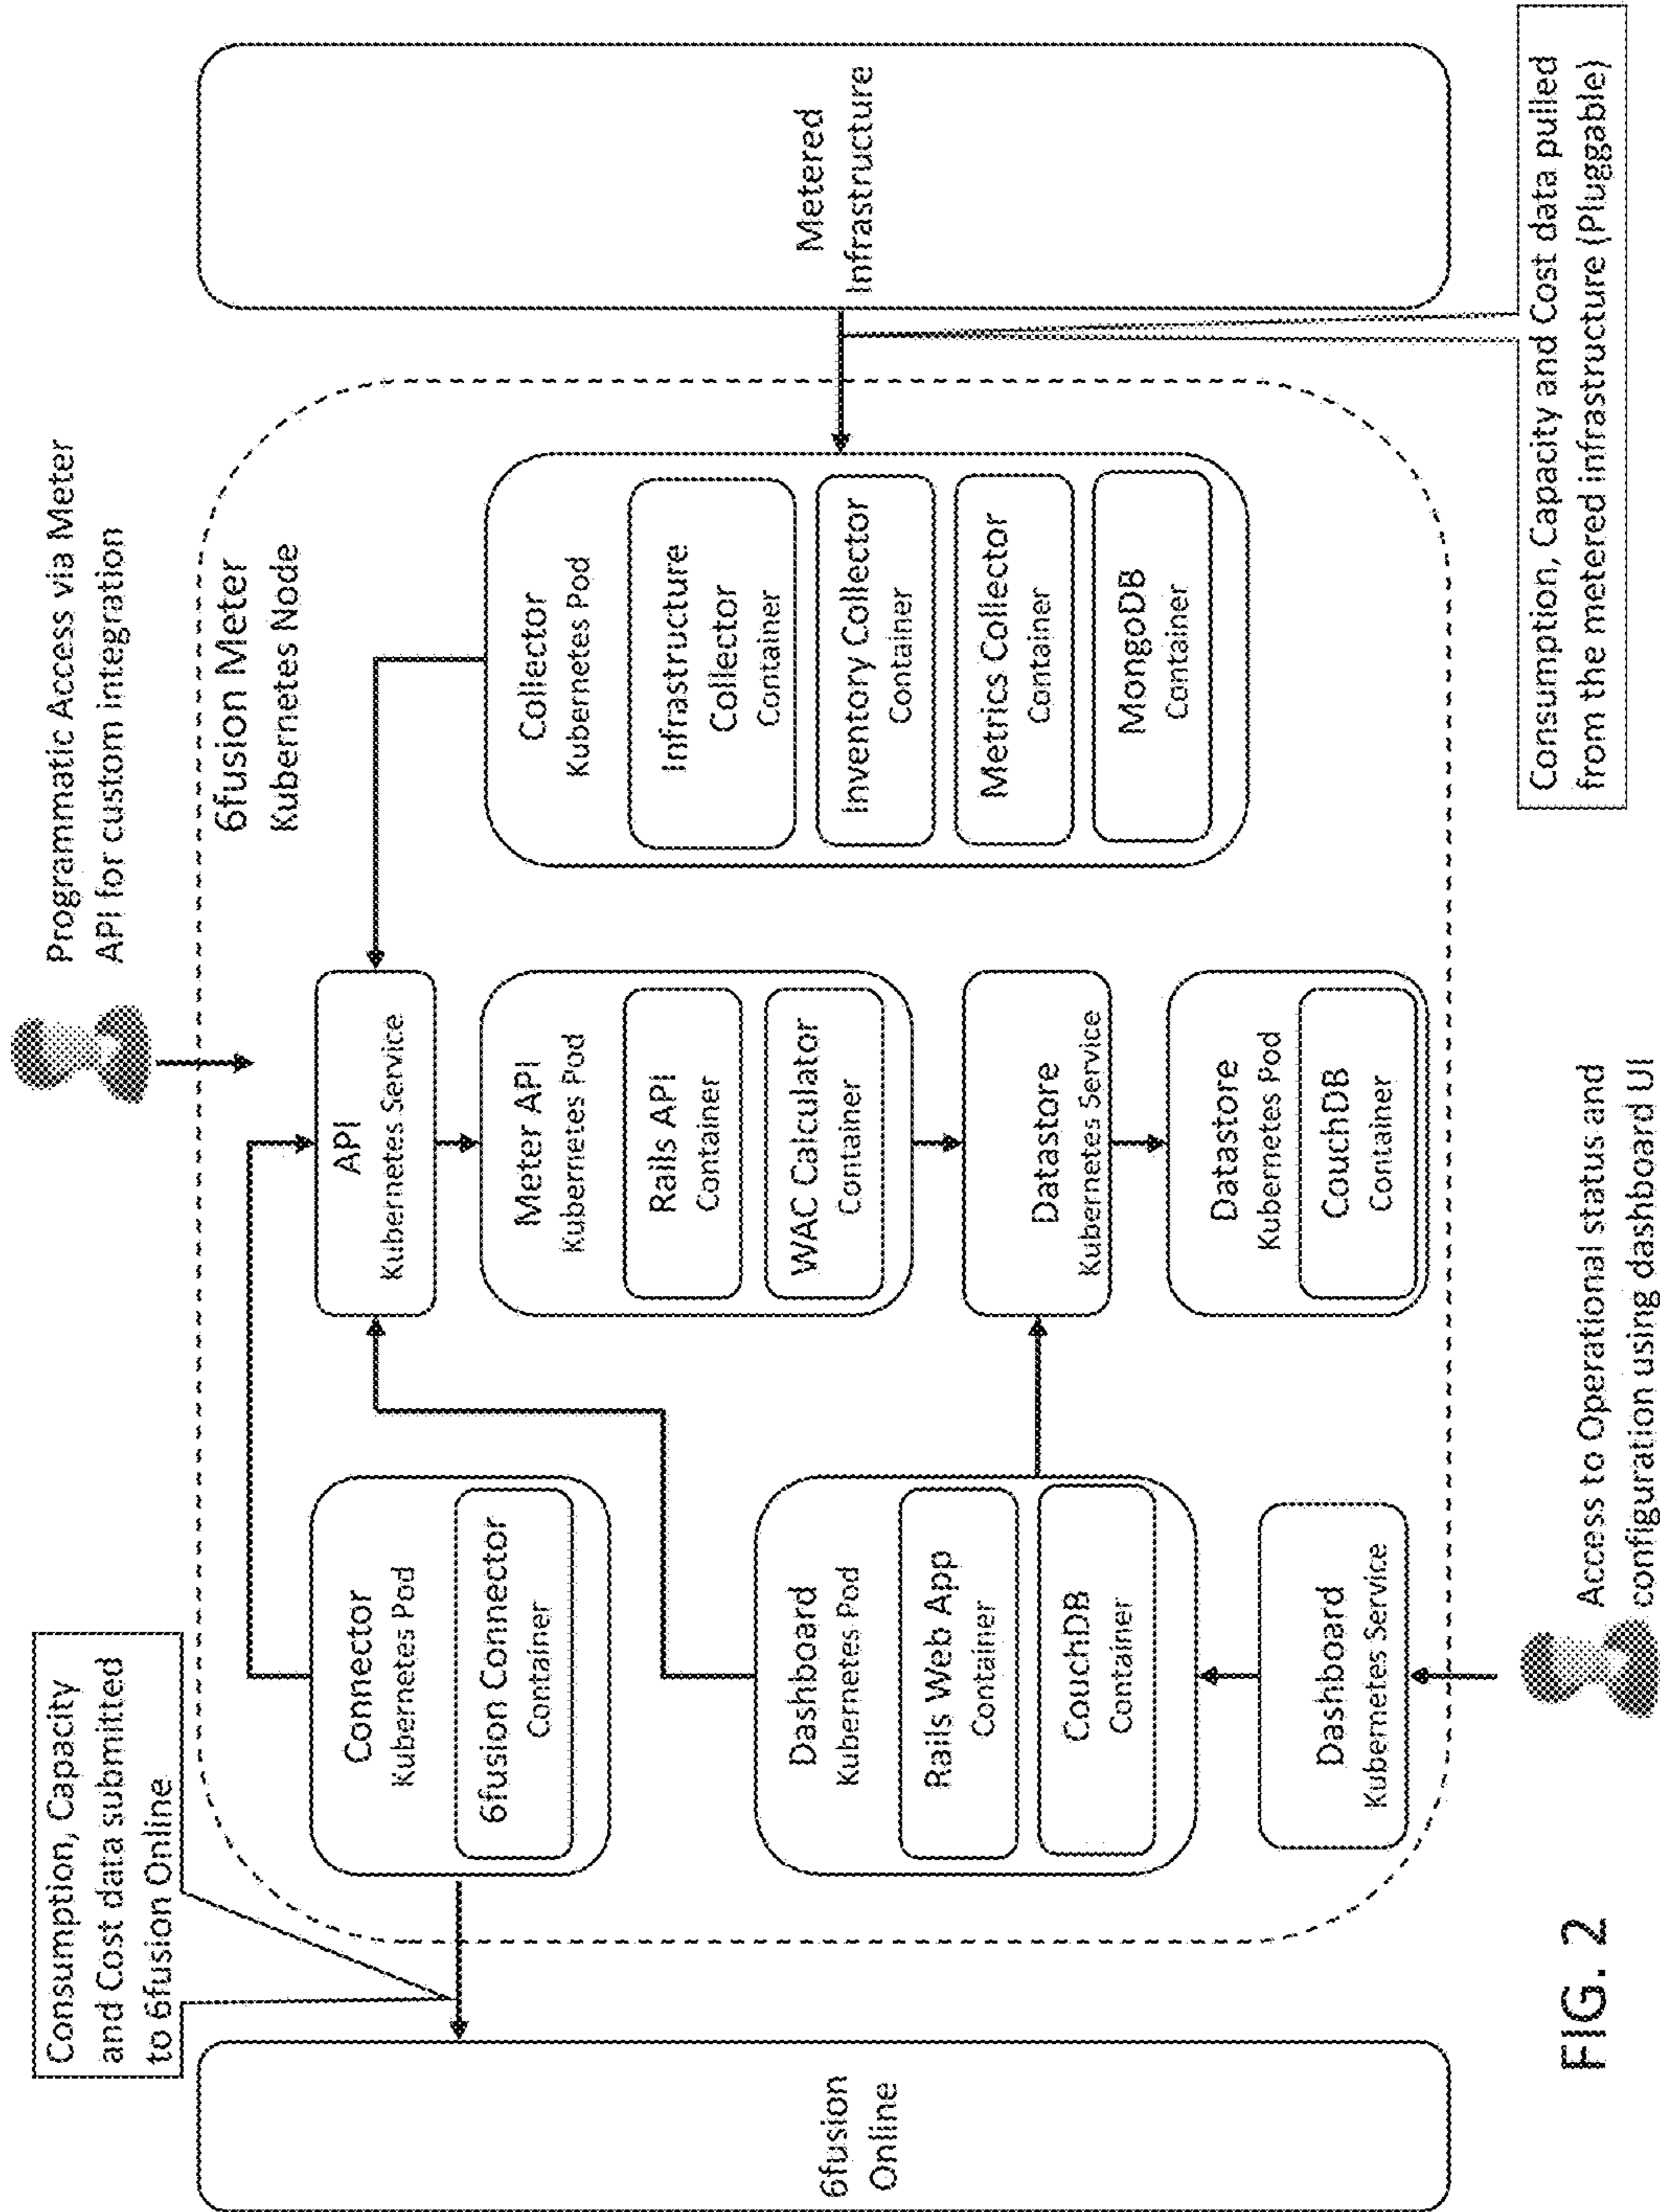 Consumption, Capacity
and Cost data submitted
to 6fusion Online
Programmatic Access via Meter
API for custom integration
6fusion
Online
6fusion Meter
Kubernetes Node
Connector
Kubernetes Pod
6fusion Connector
Container
Dashboard
Kubernetes Pod
Rails Web App
Container
CouchDB
Container
Dashboard
Kubernetes Service
API
Kubernetes Service
Meter API
Kubernetes Pod
Rails API
Container
WAC Calculator
Container
Datastore
Kubernetes Service
Datastore
Kubernetes Pod
CouchDB
Container
Collector
Kubernetes Pod
Infrastructure
Collector
Container
Inventory Collector
Container
Metrics Collector
Container
MongoDB
Container
Metered
Infrastructure
Access to Operational status and
configuration using dashboard UI
Consumption, Capacity and Cost data pulled
from the metered infrastructure (Pluggable)
FIG. 2